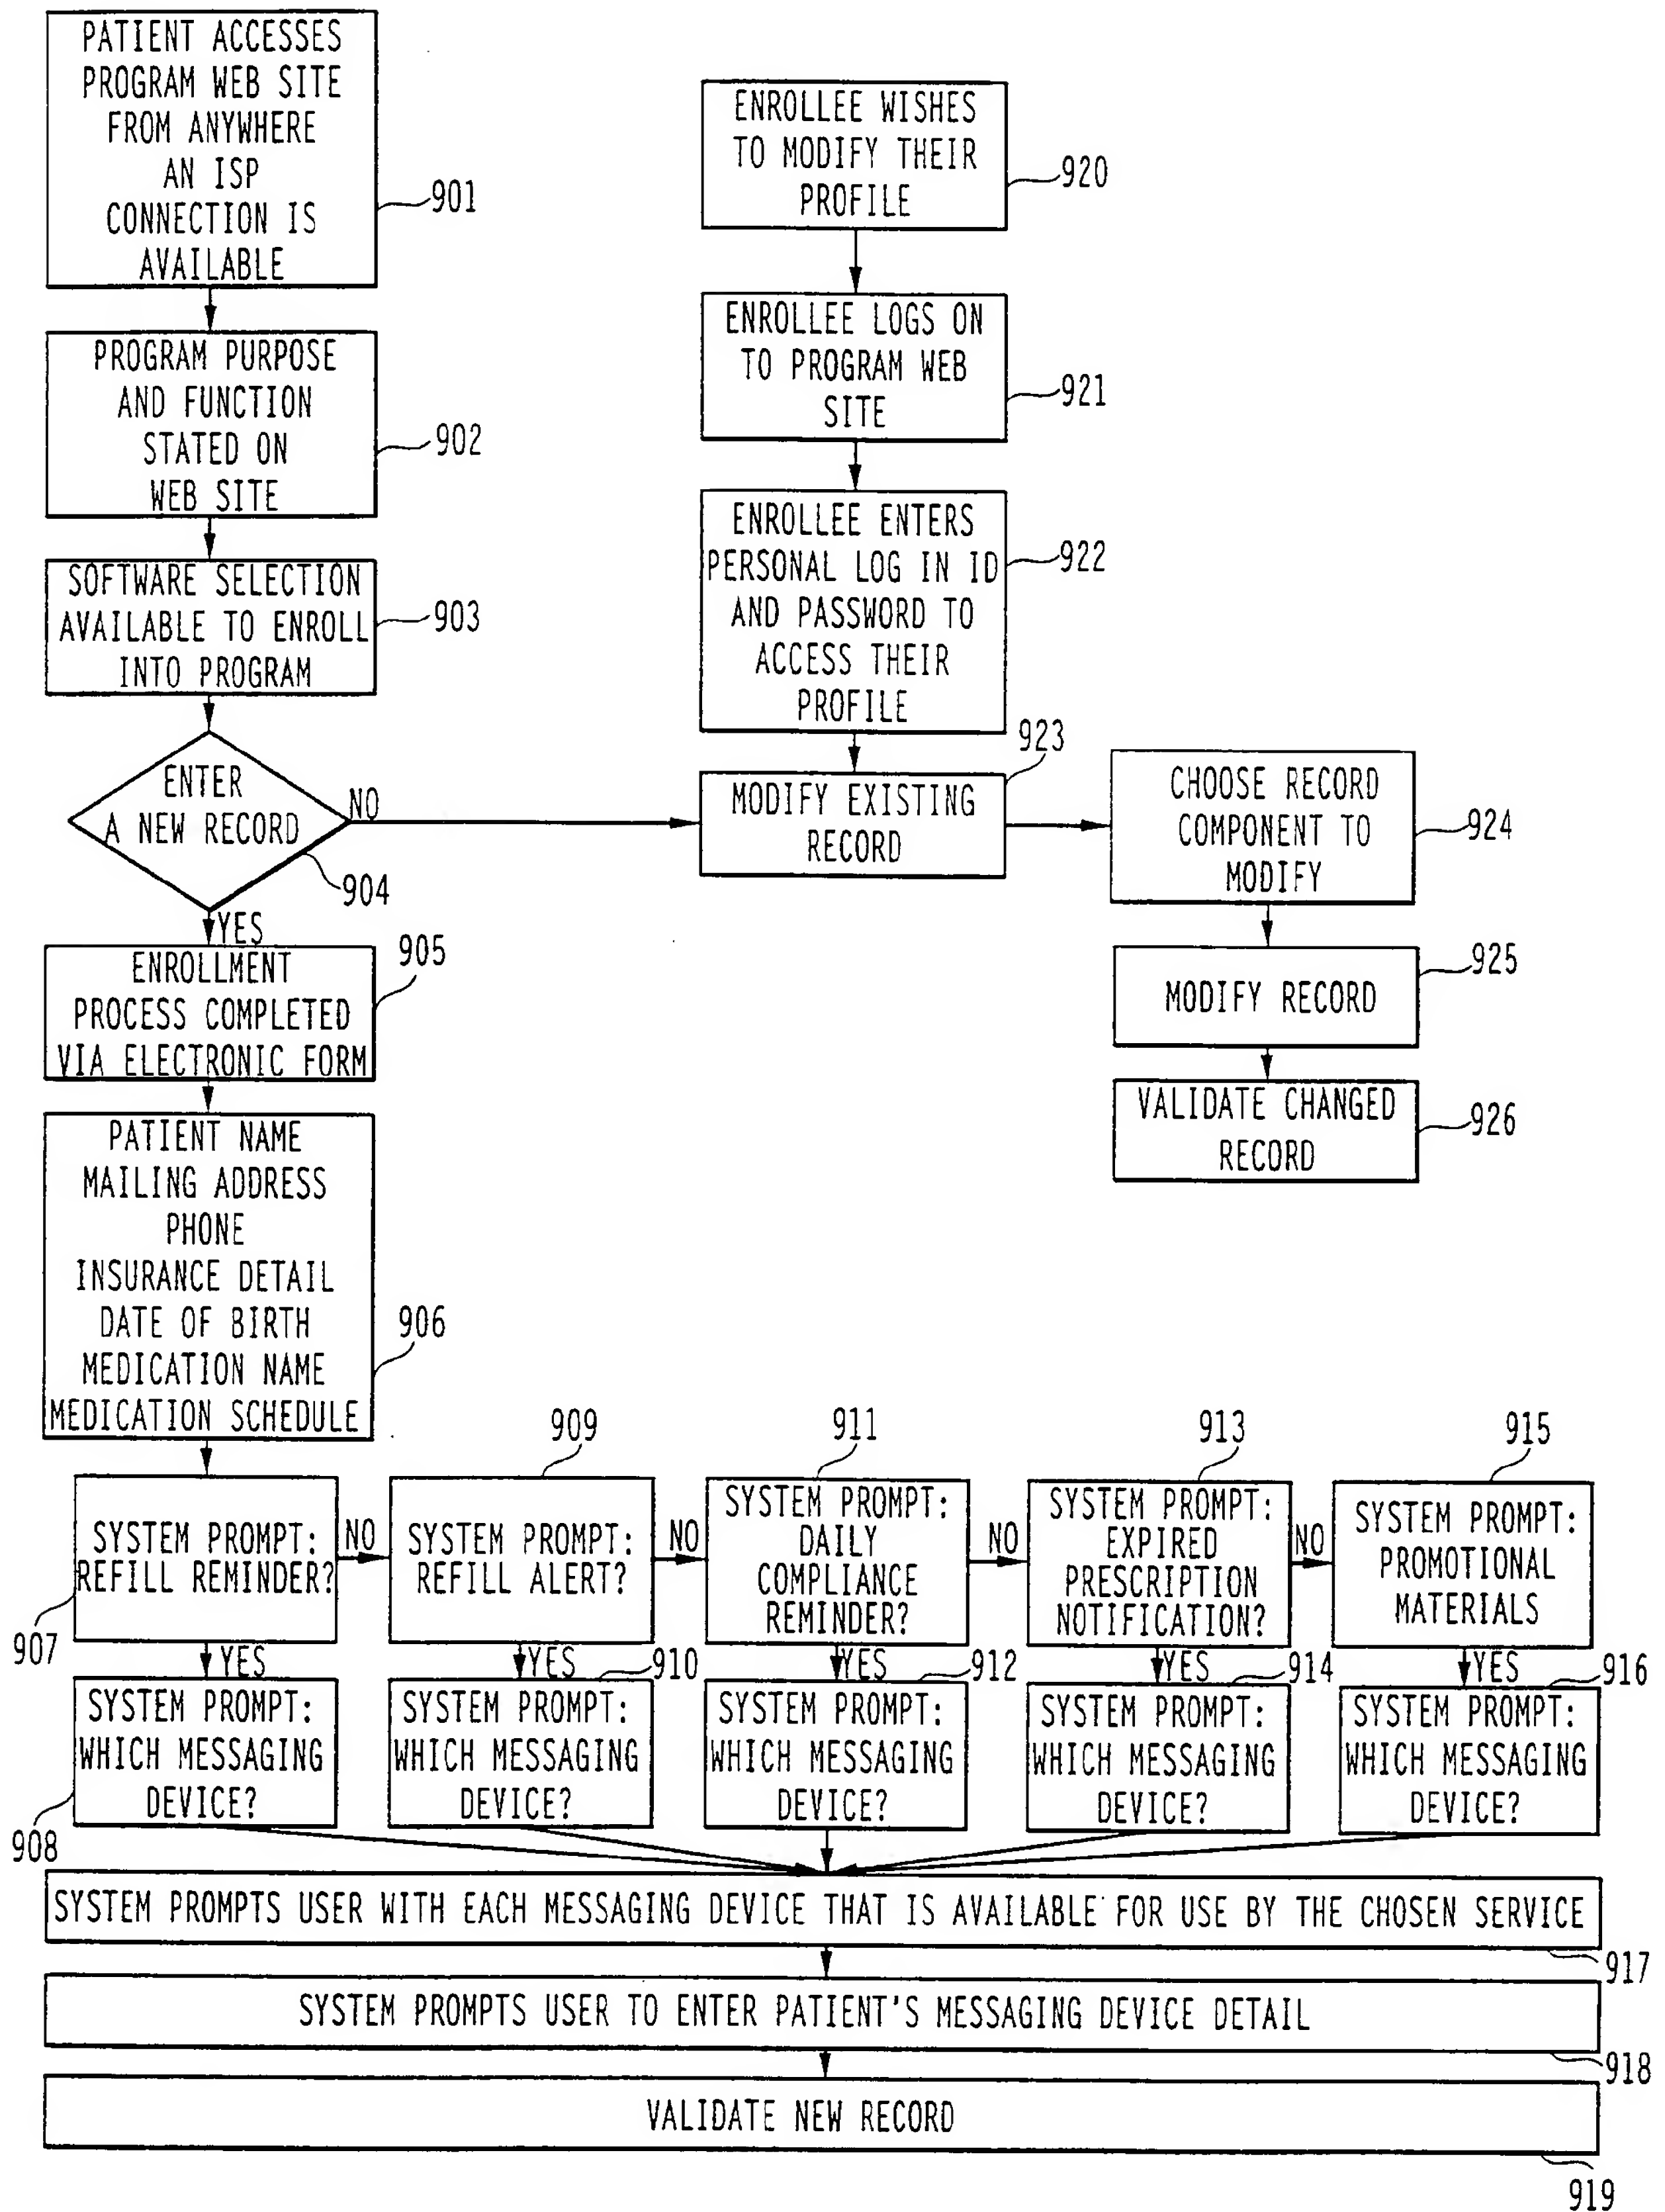 PATIENT ACCESSES
PROGRAM WEB SITE
FROM ANYWHERE
AN ISP
CONNECTION IS
AVAILABLE
901
PROGRAM PURPOSE
AND FUNCTION
STATED ON
WEB SITE
902
SOFTWARE SELECTION
AVAILABLE TO ENROLL
INTO PROGRAM
903
ENTER
A NEW RECORD
NO
904
YES
ENROLLMENT
PROCESS COMPLETED
VIA ELECTRONIC FORM
905
PATIENT NAME
MAILING ADDRESS
PHONE
INSURANCE DETAIL
DATE OF BIRTH
MEDICATION NAME
MEDICATION SCHEDULE
906
ENROLLEE WISHES
TO MODIFY THEIR
PROFILE
920
ENROLLEE LOGS ON
TO PROGRAM WEB
SITE
921
ENROLLEE ENTERS
PERSONAL LOG IN ID
AND PASSWORD TO
ACCESS THEIR
PROFILE
922
MODIFY EXISTING
RECORD
923
CHOOSE RECORD
COMPONENT TO
MODIFY
924
MODIFY RECORD
925
VALIDATE CHANGED
RECORD
926
SYSTEM PROMPT:
REFILL REMINDER?
907
NO
YES
SYSTEM PROMPT:
WHICH MESSAGING
DEVICE?
908
909
SYSTEM PROMPT:
REFILL ALERT?
NO
YES
910
SYSTEM PROMPT:
WHICH MESSAGING
DEVICE?
911
SYSTEM PROMPT:
DAILY
COMPLIANCE
REMINDER?
NO
YES
912
SYSTEM PROMPT:
WHICH MESSAGING
DEVICE?
913
SYSTEM PROMPT:
EXPIRED
PRESCRIPTION
NOTIFICATION?
NO
YES
914
SYSTEM PROMPT:
WHICH MESSAGING
DEVICE?
915
SYSTEM PROMPT:
PROMOTIONAL
MATERIALS
YES
916
SYSTEM PROMPT:
WHICH MESSAGING
DEVICE?
SYSTEM PROMPTS USER WITH EACH MESSAGING DEVICE THAT IS AVAILABLE FOR USE BY THE CHOSEN SERVICE
917
SYSTEM PROMPTS USER TO ENTER PATIENT'S MESSAGING DEVICE DETAIL
918
VALIDATE NEW RECORD
919